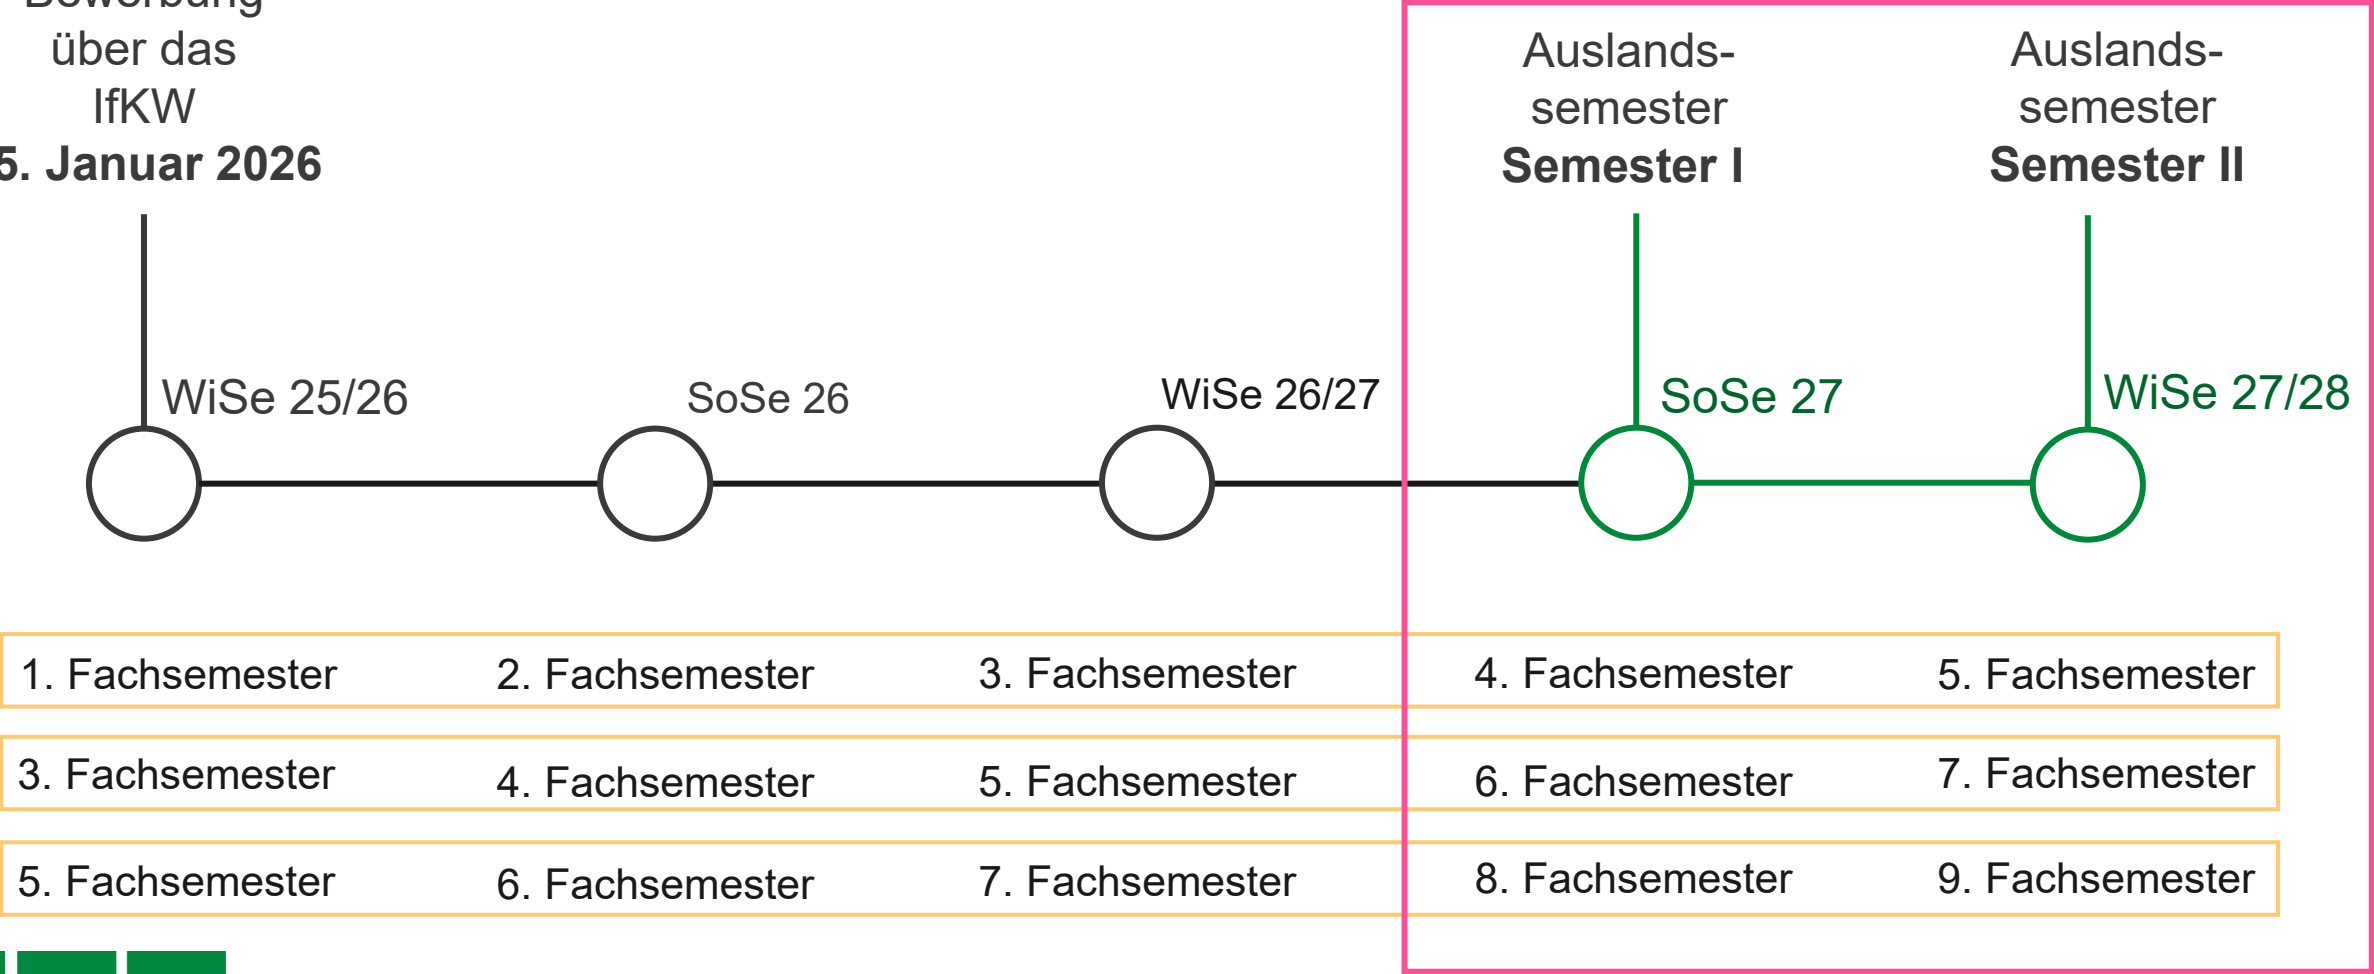 Bewerbung
über das
IfKW
5. Januar 2026
Auslands-
semester
Semester I
Auslands-
semester
Semester II
WiSe 25/26
SoSe 26
WiSe 26/27
SoSe 27
WiSe 27/28
1. Fachsemester
2. Fachsemester
3. Fachsemester
4. Fachsemester
5. Fachsemester
3. Fachsemester
4. Fachsemester
5. Fachsemester
6. Fachsemester
7. Fachsemester
5. Fachsemester
6. Fachsemester
7. Fachsemester
8. Fachsemester
9. Fachsemester